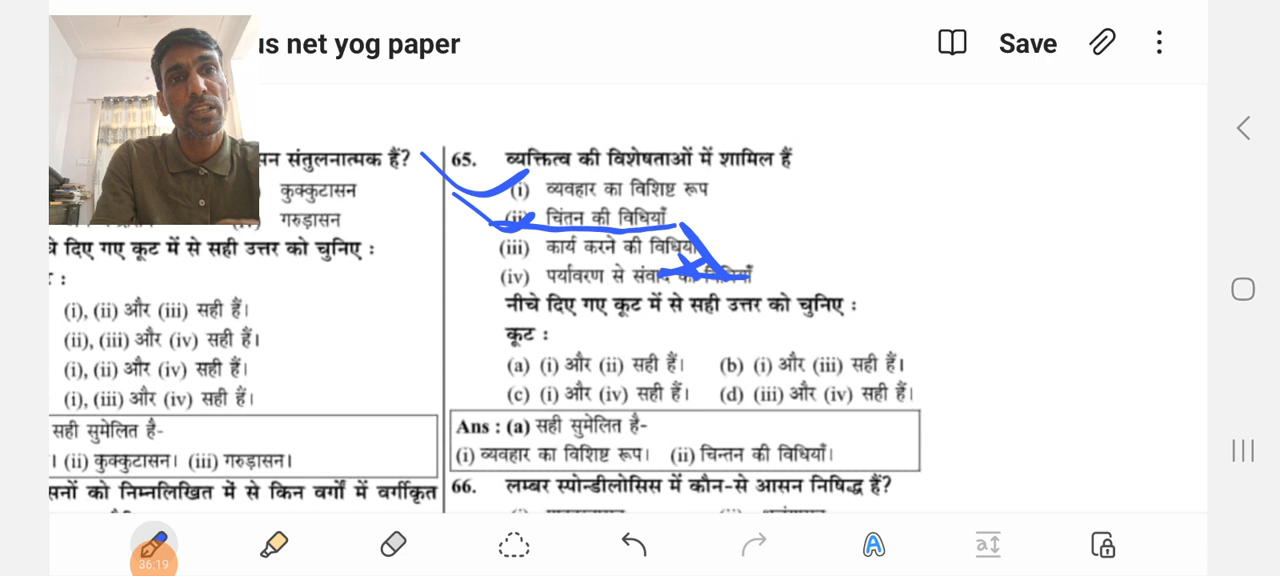 us net yog paper
Save
सन संतुलनात्मक हैं?
कुक्कुटासन
गरुड़ासन
दिए गए कूट में से सही उत्तर को चुनिए :
:
(i), (ii) और (iii) सही हैं।
(ii), (iii) और (iv) सही हैं।
(i), (ii) और (iv) सही हैं।
(i), (iii) और (iv) सही हैं।
सही सुमेलित है-
। (ii) कुक्कुटासन। (iii) गरुड़ासन।
सनों को निम्नलिखित में से किन वर्गों में वर्गीकृत
65. व्यक्तित्व की विशेषताओं में शामिल हैं
(i) व्यवहार का विशिष्ट रूप
(ii) चिंतन की विधियाँ
(iii) कार्य करने की विधियाँ
A
(iv) पर्यावरण से संवाद की विधियाँ
नीचे दिए गए कूट में से सही उत्तर को चुनिए :
कूट :
(a) (i) और (ii) सही हैं। (b) (i) और (iii) सही हैं।
(c) (i) और (iv) सही हैं। (d) (iii) और (iv) सही हैं।
Ans : (a) सही सुमेलित है-
(i) व्यवहार का विशिष्ट रूप। (ii) चिन्तन की विधियाँ।
66. लम्बर स्पोन्डीलोसिस में कौन-से आसन निषिद्ध हैं?
A
a
36:19